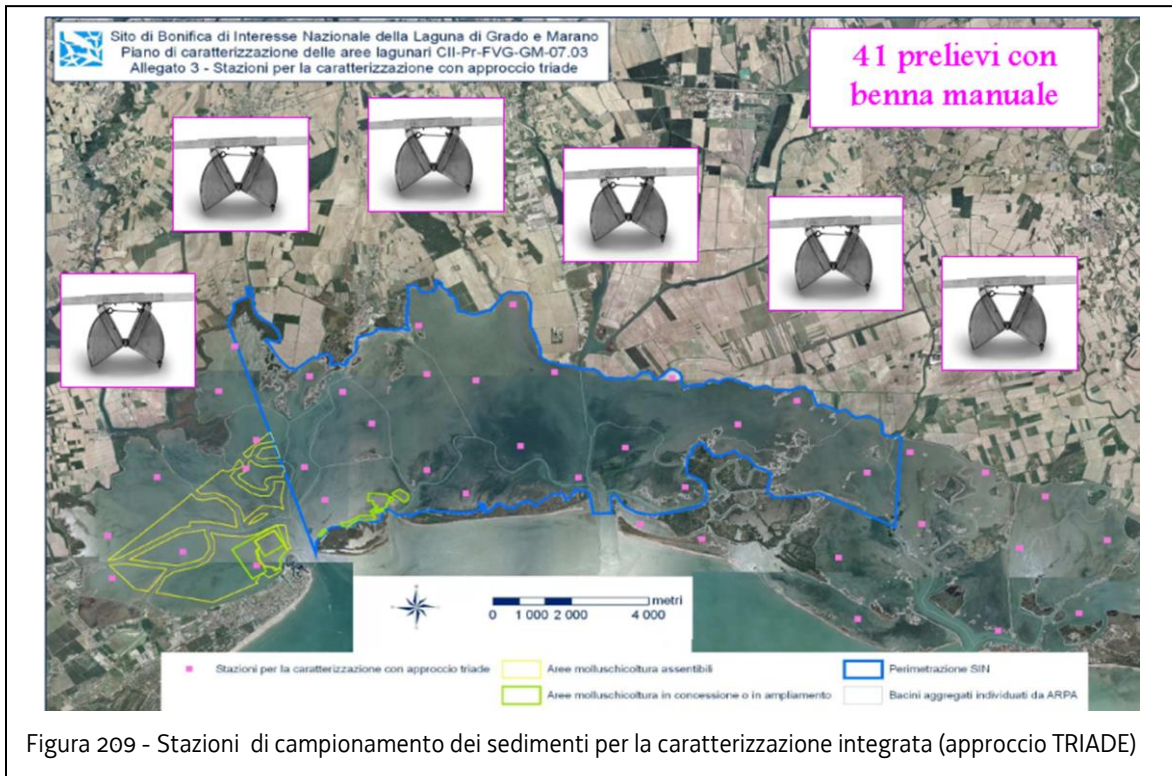 Sito di Bonifica di Interesse Nazionale della Laguna di Grado e Marano
Piano di caratterizzazione delle aree lagunari CII-Pr-FVG-GM-07.03
Allegato 3 - Stazioni per la caratterizzazione con approccio triade
41 prelievi con
benna manuale
metri
0 1 000 2 000 4 000
Stazioni per la caratterizzazione con approccio triade
Aree molluschicoltura assentibili
Perimetrazione SIN
Aree molluschicoltura in concessione o in ampliamento
Bacini aggregati individuati da ARPA
Figura 209 - Stazioni di campionamento dei sedimenti per la caratterizzazione integrata (approccio TRIADE)